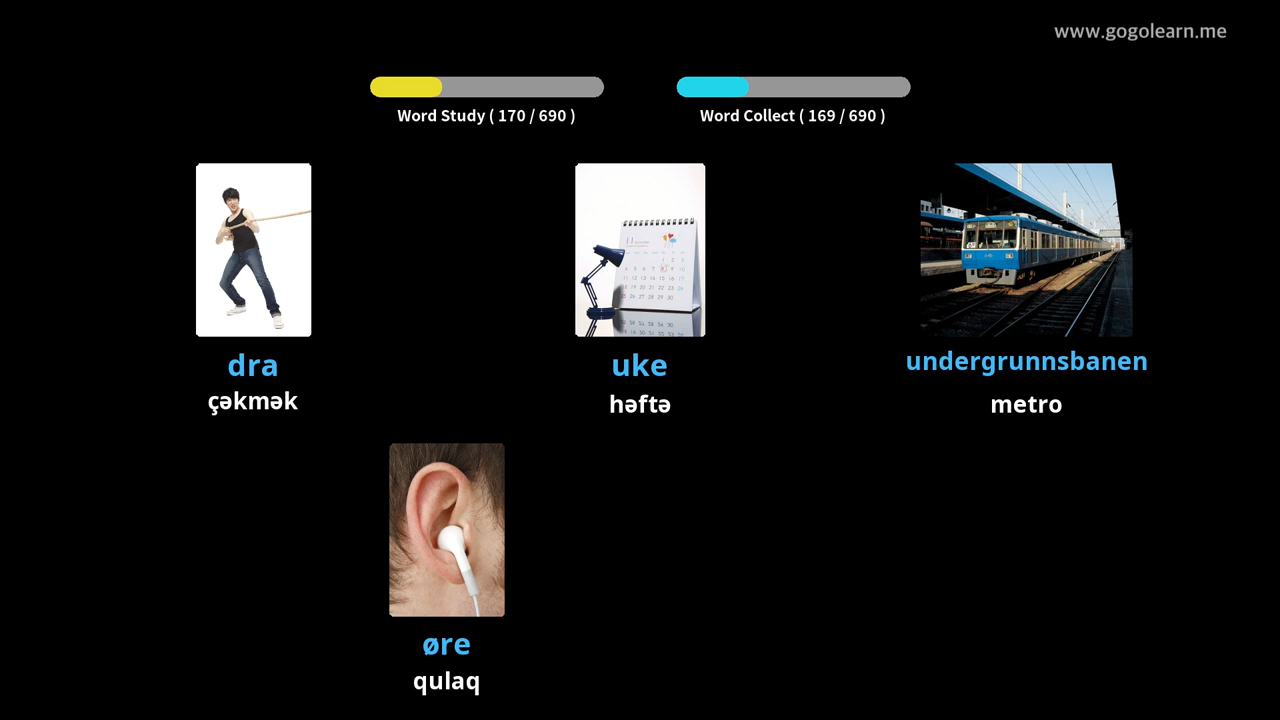 www.gogolearn.me
Word Study ( 170 / 690 )
Word Collect ( 169 / 690 )
dra
çəkmək
uke
həftə
undergrunnsbanen
metro
øre
qulaq